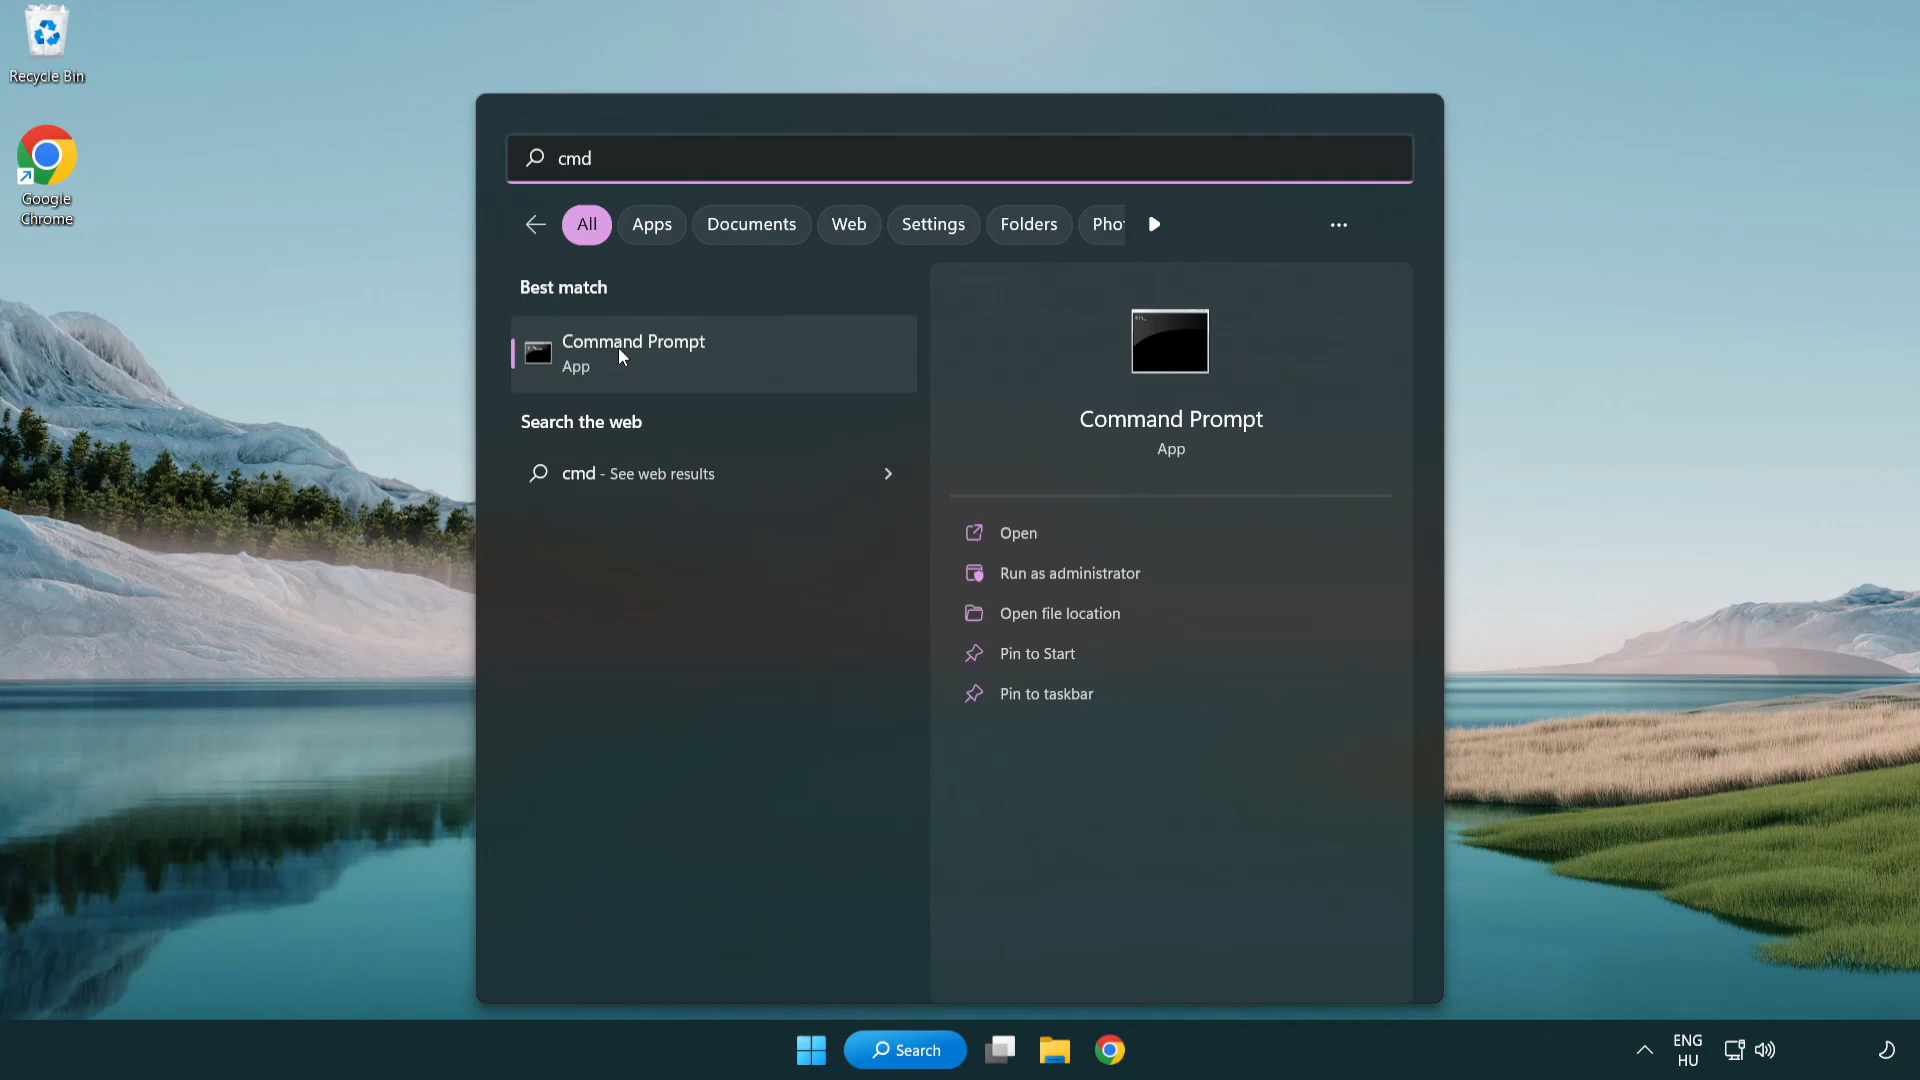 Recycle Bin
Google
Chrome
cmd
All
Apps
Documents
Web
Settings
Folders
Pho
Best match
Command Prompt
App
Search the web
cmd - See web results
Command Prompt
App
Open
Run as administrator
Open file location
Pin to Start
Pin to taskbar
Search
ENG
HU